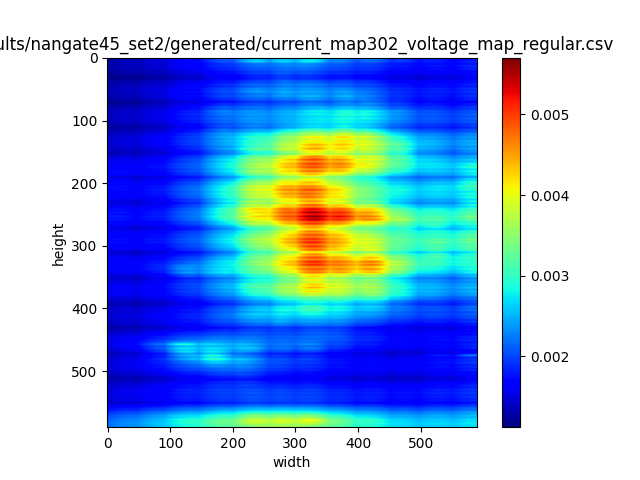 ults/nangate45_set2/generated/current_map302_voltage_map_regular.csv
0
100
200
300
400
500
height
0 100 200 300 400 500
width
0.005
0.004
0.003
0.002